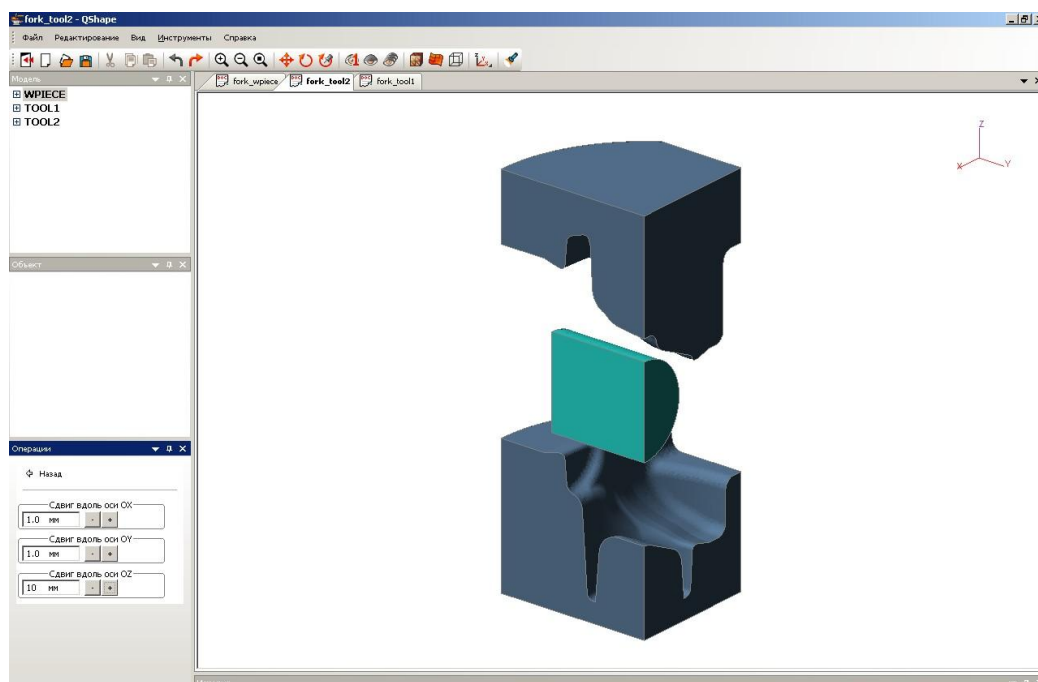 fork_tool2 - QShape
Файл Редактирование Вид Инструменты Справка
Модель
fork_wpiece fork_tool2 fork_tool1
WPIECE
TOOL1
TOOL2
Z
X Y
Объект
Операции
Назад
Сдвиг вдоль оси OX
1.0 мм - +
Сдвиг вдоль оси OY
1.0 мм - +
Сдвиг вдоль оси OZ
10 мм - +